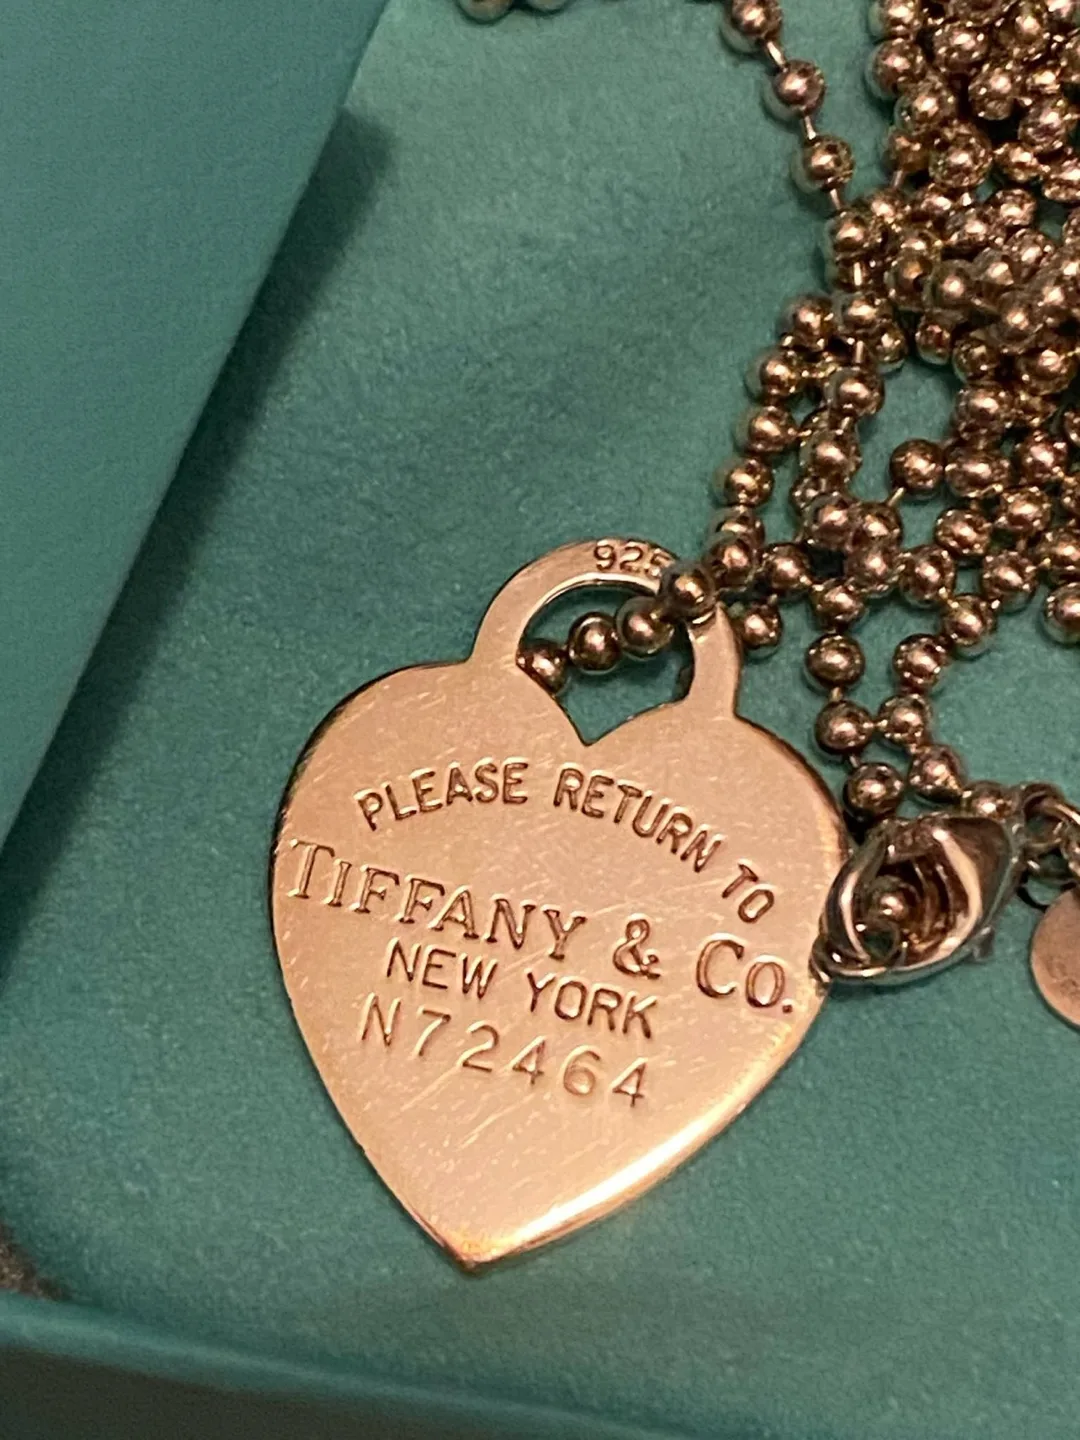 925
PLEASE RETURN TO
TIFFANY & CO.
NEW YORK
N72464